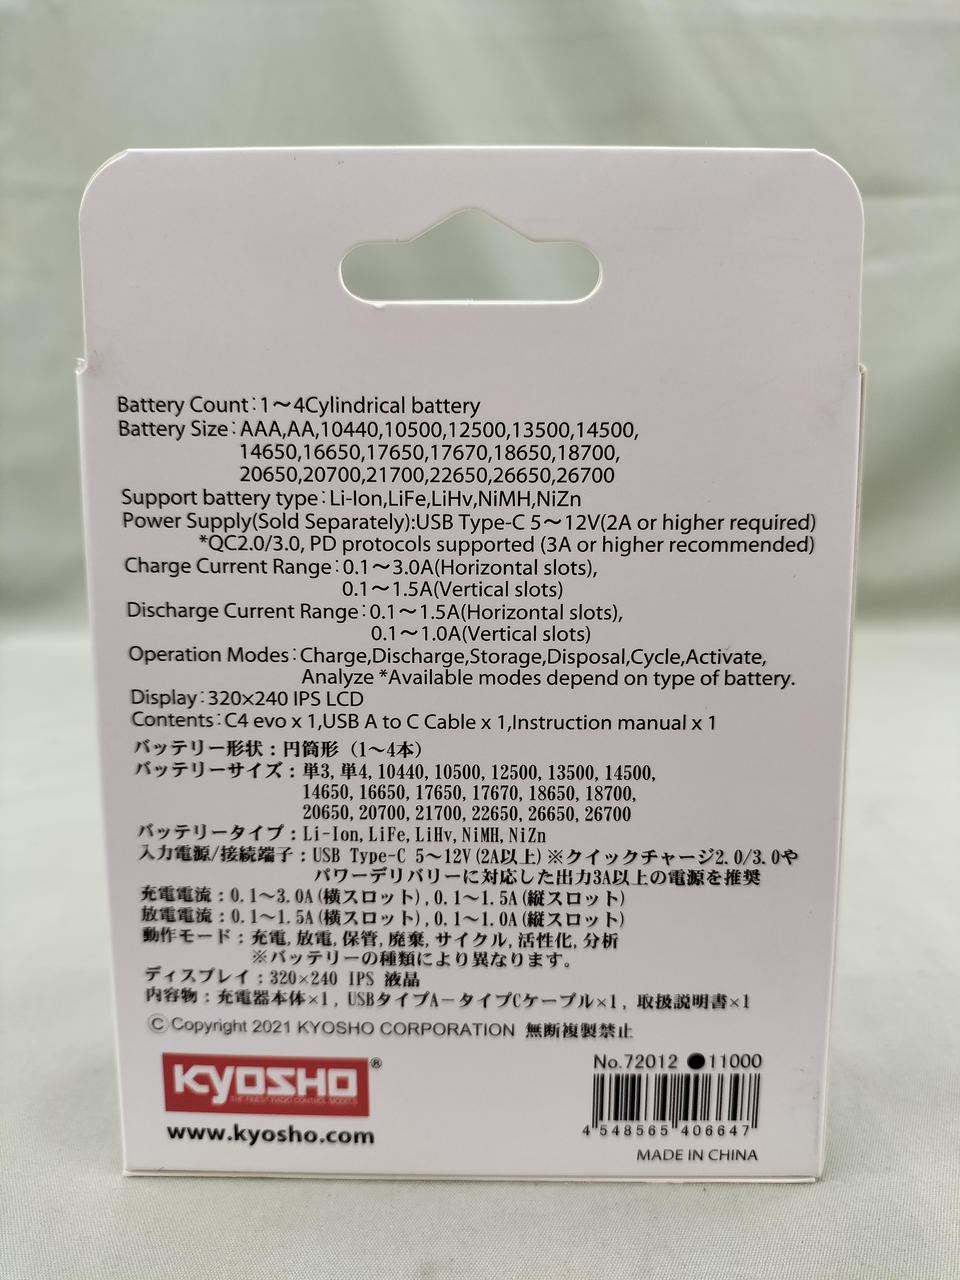 Battery Count:1～4Cylindrical battery
Battery Size:AAA,AA,10440,10500,12500,13500,14500,
14650,16650,17650,17670,18650,18700,
20650,20700,21700,22650,26650,26700
Support battery type:Li-Ion,LiFe,LiHv,NiMH,NiZn
Power Supply(Sold Separately):USB Type-C 5～12V(2A or higher required)
*QC2.0/3.0, PD protocols supported (3A or higher recommended)
Charge Current Range:0.1～3.0A(Horizontal slots),
0.1～1.5A(Vertical slots)
Discharge Current Range:0.1～1.5A(Horizontal slots),
0.1～1.0A(Vertical slots)
Operation Modes:Charge,Discharge,Storage,Disposal,Cycle,Activate,
Analyze *Available modes depend on type of battery.
Display:320×240 IPS LCD
Contents:C4 evo x 1,USB A to C Cable x 1,Instruction manual x 1
バッテリー形状：円筒形（1～4本）
バッテリーサイズ：単3,単4,10440,10500,12500,13500,14500,
14650,16650,17650,17670,18650,18700,
20650,20700,21700,22650,26650,26700
バッテリータイプ：Li-Ion,LiFe,LiHv,NiMH,NiZn
入力電源/接続端子：USB Type-C 5～12V(2A以上)※クイックチャージ2.0/3.0や
パワーデリバリーに対応した出力3A以上の電源を推奨
充電電流：0.1～3.0A(横スロット),0.1～1.5A(縦スロット)
放電電流：0.1～1.5A(横スロット),0.1～1.0A(縦スロット)
動作モード：充電,放電,保管,廃棄,サイクル,活性化,分析
※バッテリーの種類により異なります。
ディスプレイ：320×240 IPS 液晶
内容物：充電器本体×1, USBタイプA－タイプCケーブル×1, 取扱説明書×1
© Copyright 2021 KYOSHO CORPORATION 無断複製禁止
KYOSHO®
THE FINEST RADIO CONTROL MODELS
www.kyosho.com
No.72012 ●11000
4 548565 406647
MADE IN CHINA